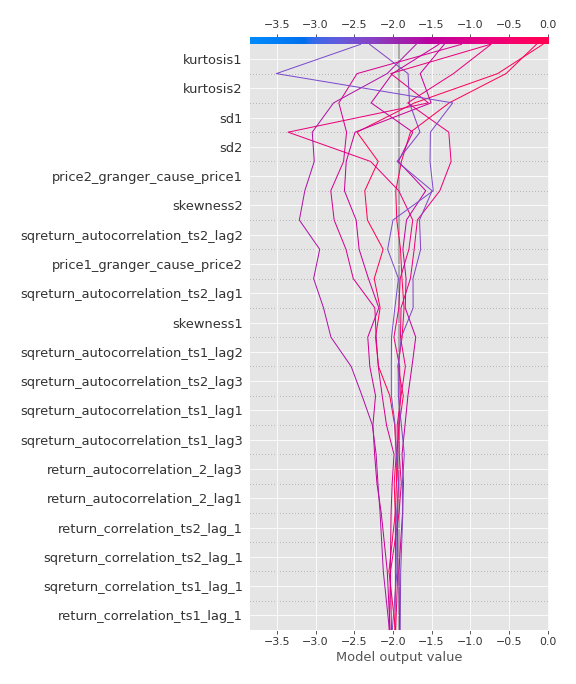 −3.5 −3.0 −2.5 −2.0 −1.5 −1.0 −0.5 0.0
kurtosis1
kurtosis2
sd1
sd2
price2_granger_cause_price1
skewness2
sqreturn_autocorrelation_ts2_lag2
price1_granger_cause_price2
sqreturn_autocorrelation_ts2_lag1
skewness1
sqreturn_autocorrelation_ts1_lag2
sqreturn_autocorrelation_ts2_lag3
sqreturn_autocorrelation_ts1_lag1
sqreturn_autocorrelation_ts1_lag3
return_autocorrelation_2_lag3
return_autocorrelation_2_lag1
return_correlation_ts2_lag_1
sqreturn_correlation_ts2_lag_1
sqreturn_correlation_ts1_lag_1
return_correlation_ts1_lag_1
−3.5 −3.0 −2.5 −2.0 −1.5 −1.0 −0.5 0.0
Model output value